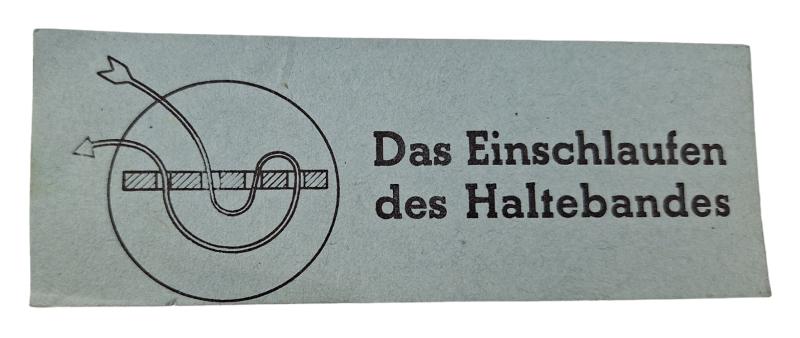 Das Einschlaufen
des Haltebandes